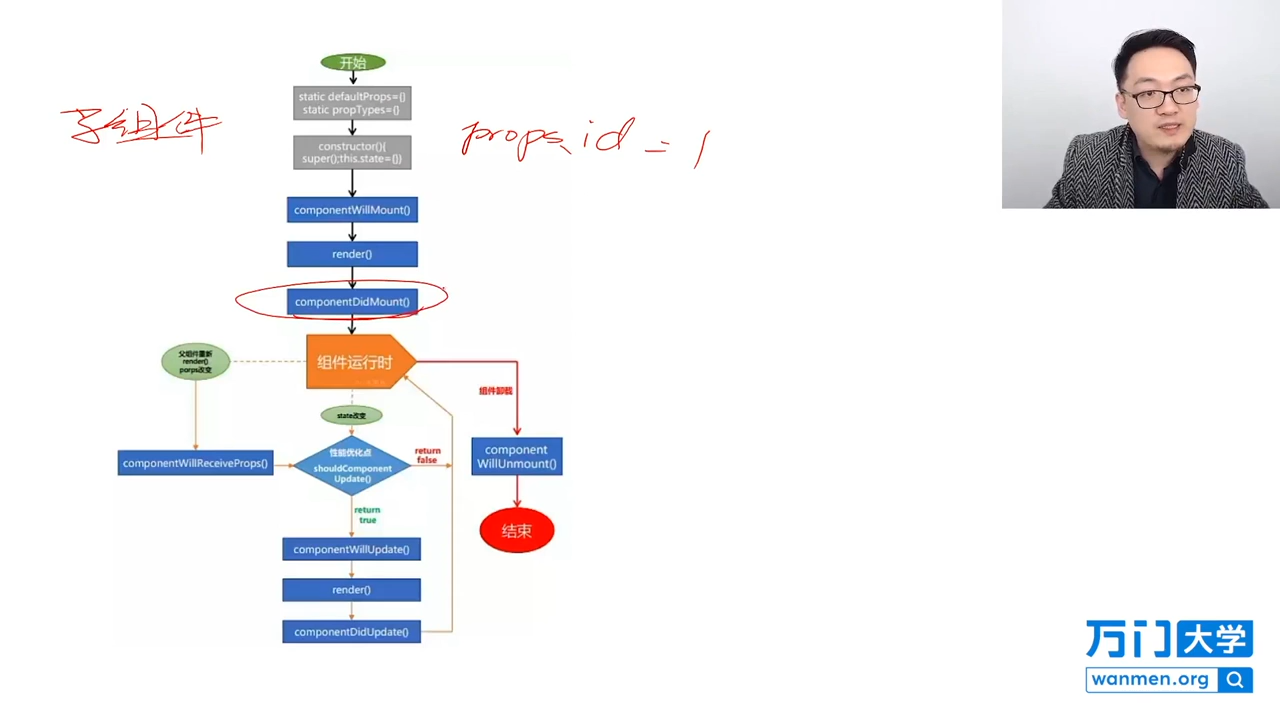 开始
static defaultProps={}
static propTypes={}
子组件
props.id = 1
constructor(){
super();this.state={}}
componentWillMount()
render()
componentDidMount()
父组件重新
render()
porps改变
组件运行时
组件卸载
state改变
componentWillReceiveProps()
性能优化点
shouldComponent
Update()
return
false
component
WillUnmount()
return
true
结束
componentWillUpdate()
render()
componentDidUpdate()
万门大学
wanmen.org